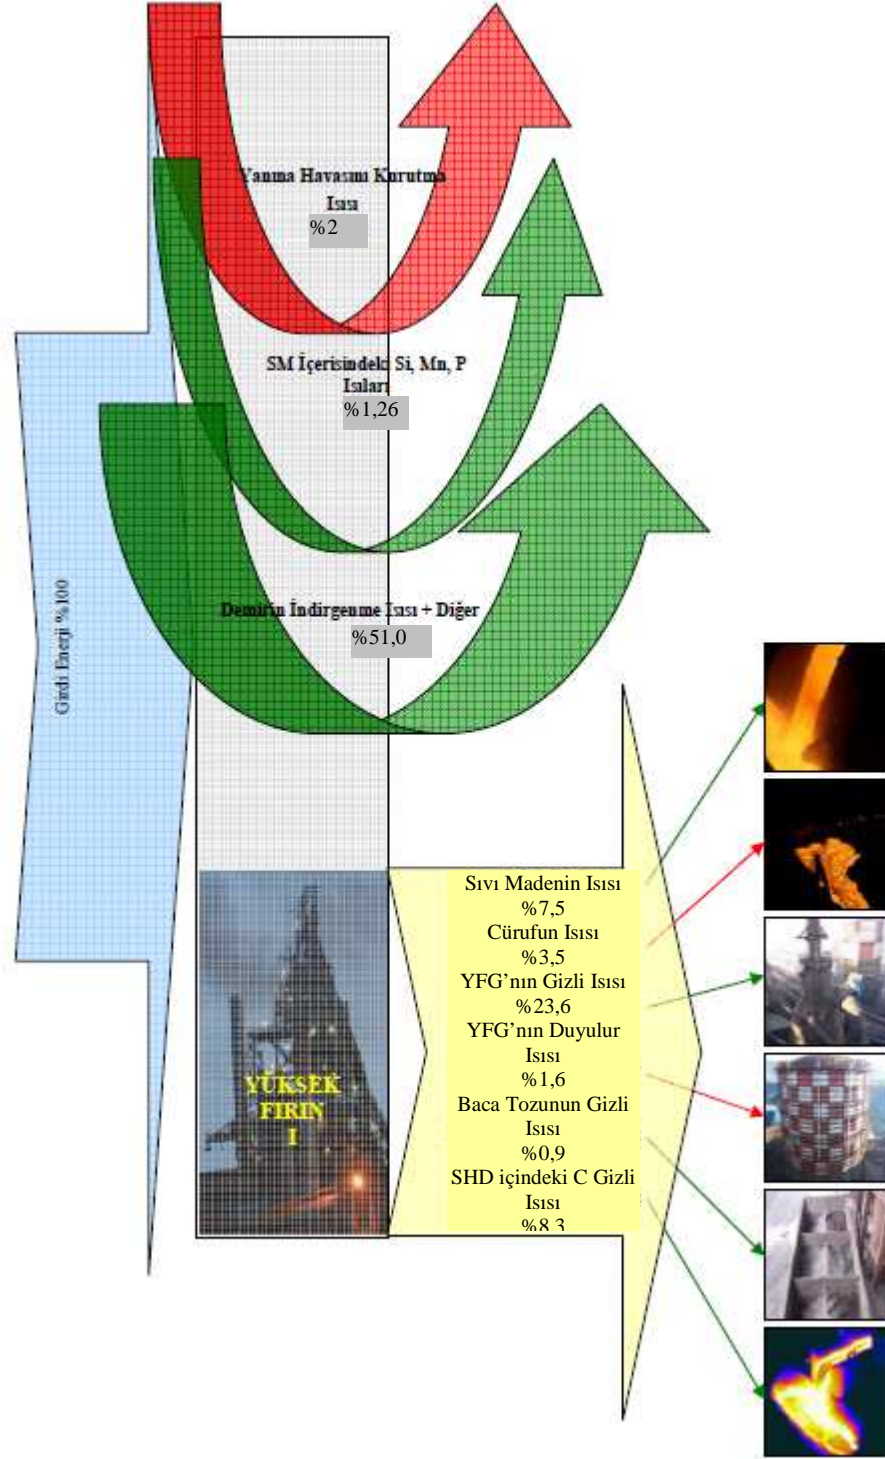 Yanma Havasını Kurutma
Isısı
%2
SM İçerisindeki Si, Mn, P
Isıları
%1,26
Girdi Enerji %100
Demirin İndirgenme Isısı + Diğer
%51,0
Sıvı Madenin Isısı
%7,5
Cürufun Isısı
%3,5
YFG’nın Gizli Isısı
%23,6
YFG’nın Duyulur
Isısı
%1,6
Baca Tozunun Gizli
Isısı
%0,9
SHD içindeki C Gizli
Isısı
%8,3
YÜKSEK
FIRIN
I